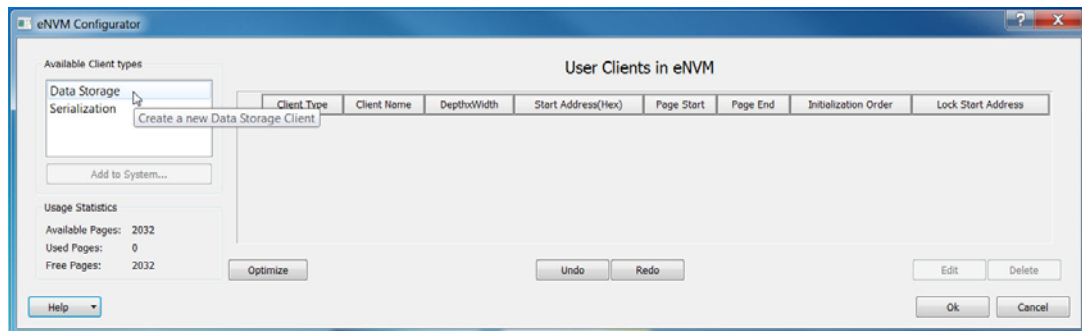 eNVM Configurator
?
X
Available Client types
Data Storage
Serialization
Create a new Data Storage Client
Add to System...
Usage Statistics
Available Pages: 2032
Used Pages: 0
Free Pages: 2032
User Clients in eNVM
Client Type Client Name DepthxWidth Start Address(Hex) Page Start Page End Initialization Order Lock Start Address
Optimize Undo Redo Edit Delete
Help Ok Cancel